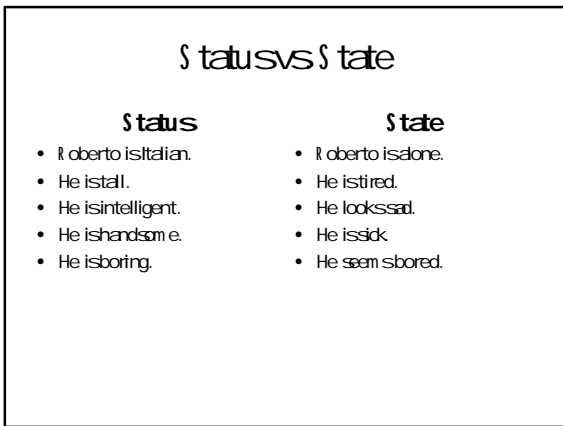 Status vs State
Status
• Roberto is Italian.
• He is tall.
• He is intelligent.
• He is handsome.
• He is boring.
State
• Roberto is alone.
• He is tired.
• He looks sad.
• He is sick.
• He seems bored.